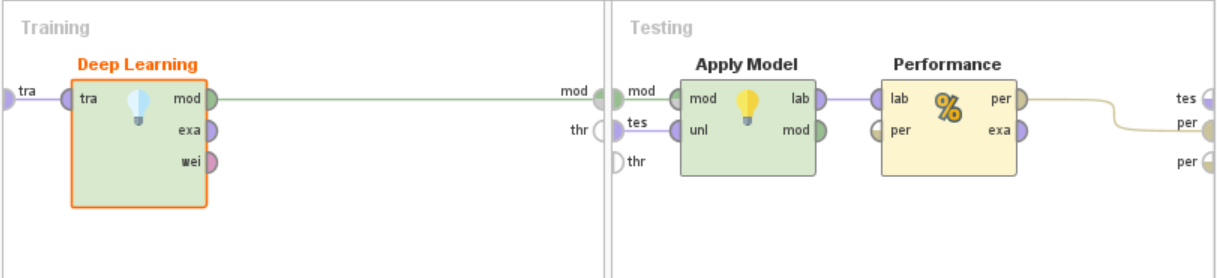 Training
Testing
Deep Learning
Apply Model
Performance
tra
tra
mod
mod
mod
mod
lab
lab
per
tes
exa
thr
tes
unl
mod
per
exa
per
wei
thr
per
%